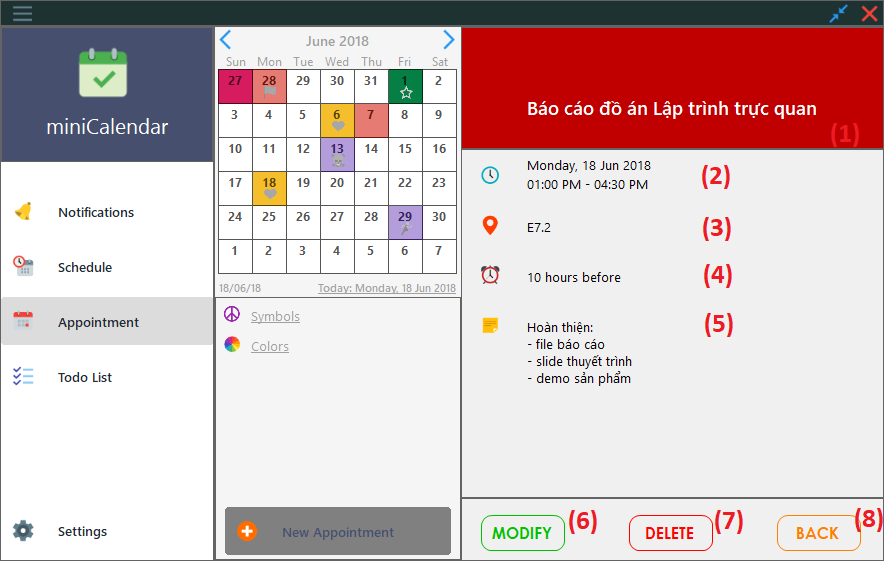 miniCalendar
Notifications
Schedule
Appointment
Todo List
Settings
June 2018
Sun Mon Tue Wed Thu Fri Sat
27 28 29 30 31 1 2
3 4 5 6 7 8 9
10 11 12 13 14 15 16
17 18 19 20 21 22 23
24 25 26 27 28 29 30
1 2 3 4 5 6 7
18/06/18 Today: Monday, 18 Jun 2018
Symbols
Colors
New Appointment
Báo cáo đồ án Lập trình trực quan
(1)
Monday, 18 Jun 2018
01:00 PM - 04:30 PM
(2)
E7.2 (3)
10 hours before (4)
Hoàn thiện: (5)
- file báo cáo
- slide thuyết trình
- demo sản phẩm
MODIFY (6) DELETE (7) BACK (8)